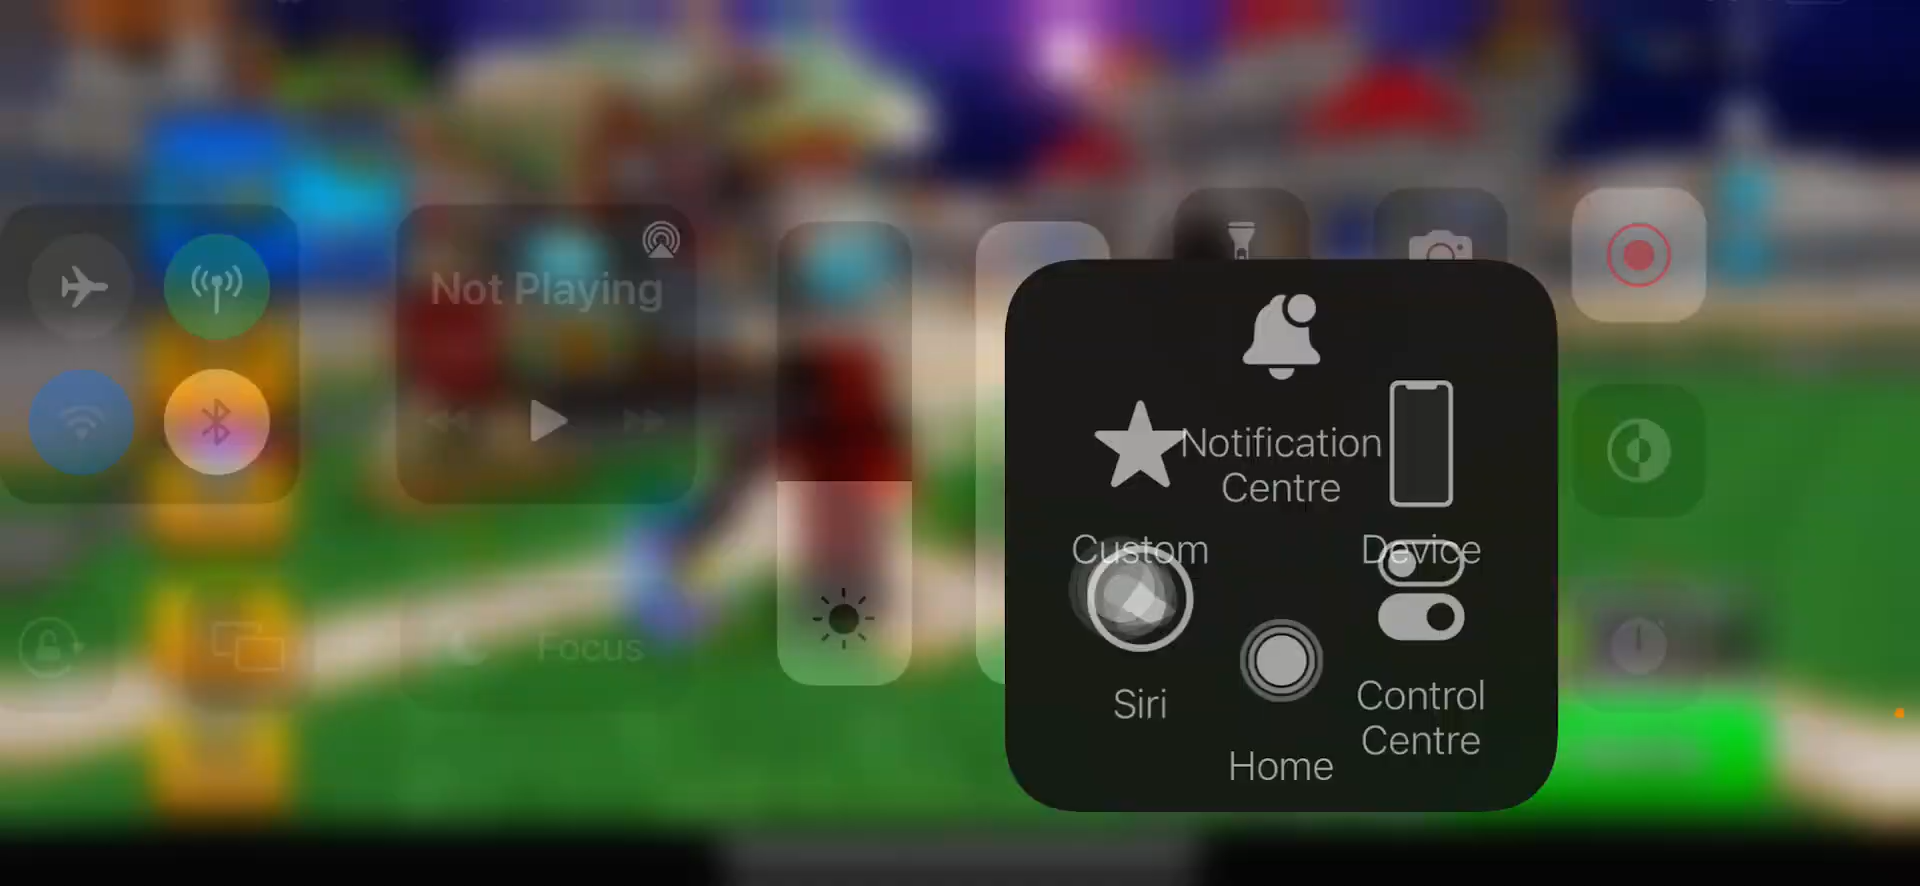 Not Playing
Notification
Centre
Custom
Device
Focus
Siri
Control
Centre
Home